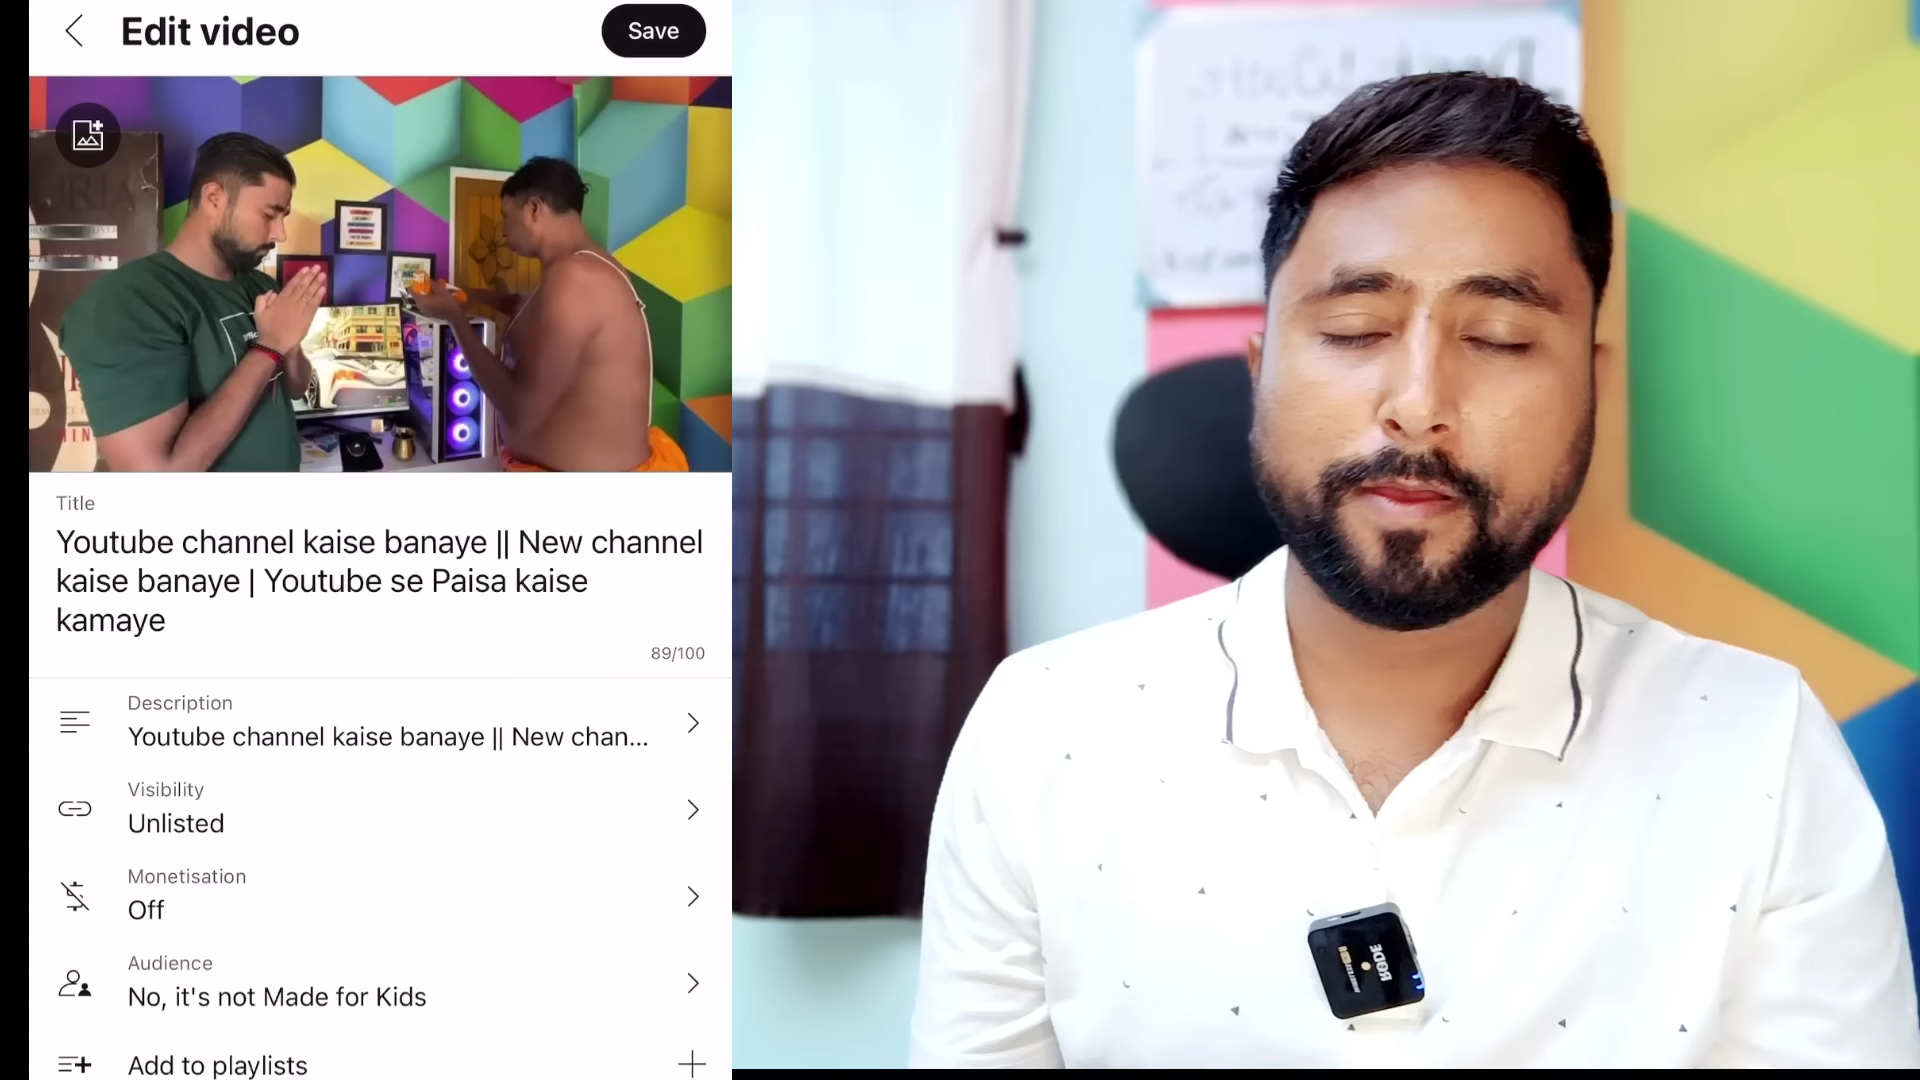 Edit video
Save
Title
Youtube channel kaise banaye || New channel
kaise banaye | Youtube se Paisa kaise
kamaye
89/100
Description
Youtube channel kaise banaye || New chan...
Visibility
Unlisted
Monetisation
Off
Audience
No, it's not Made for Kids
Add to playlists
RODE